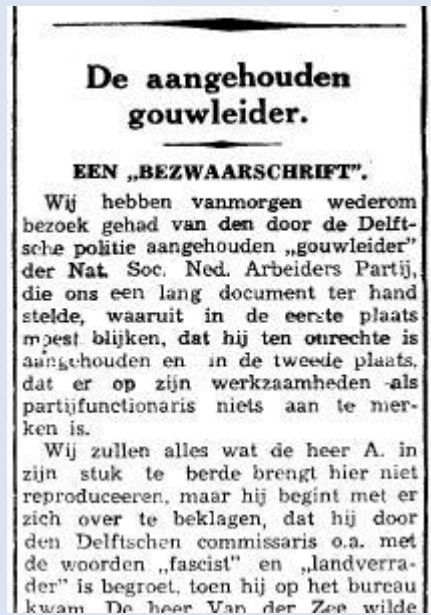 De aangehouden
gouwleider.
EEN „BEZWAARSCHRIFT".
Wij hebben vanmorgen wederom
bezoek gehad van den door de Delft-
sche politie aangehouden „gouwleider"
der Nat. Soc. Ned. Arbeiders Partij,
die ons een lang document ter hand
stelde, waaruit in de eerste plaats
moest blijken, dat hij ten onrechte is
aangehouden en in de tweede plaats,
dat er op zijn werkzaamheden als
partijfunctionaris niets aan te mer-
ken is.
Wij zullen alles wat de heer A. in
zijn stuk te berde brengt hier niet
reproduceeren, maar hij begint met er
zich over te beklagen, dat hij door
den Delftschen commissaris o.a. met
de woorden „fascist" en „landverra-
der" is begroet, toen hij op het bureau
kwam. De heer Van der Zee wilde